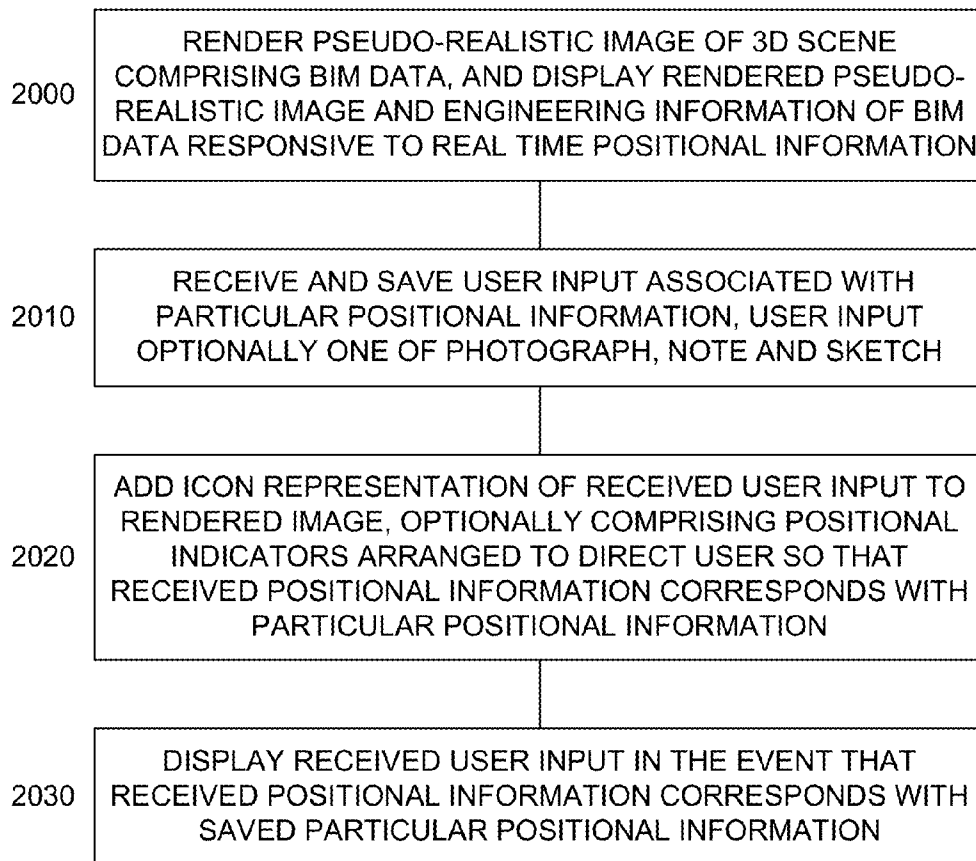 2000
RENDER PSEUDO-REALISTIC IMAGE OF 3D SCENE
COMPRISING BIM DATA, AND DISPLAY RENDERED PSEUDO-
REALISTIC IMAGE AND ENGINEERING INFORMATION OF BIM
DATA RESPONSIVE TO REAL TIME POSITIONAL INFORMATION
2010
RECEIVE AND SAVE USER INPUT ASSOCIATED WITH
PARTICULAR POSITIONAL INFORMATION, USER INPUT
OPTIONALLY ONE OF PHOTOGRAPH, NOTE AND SKETCH
2020
ADD ICON REPRESENTATION OF RECEIVED USER INPUT TO
RENDERED IMAGE, OPTIONALLY COMPRISING POSITIONAL
INDICATORS ARRANGED TO DIRECT USER SO THAT
RECEIVED POSITIONAL INFORMATION CORRESPONDS WITH
PARTICULAR POSITIONAL INFORMATION
2030
DISPLAY RECEIVED USER INPUT IN THE EVENT THAT
RECEIVED POSITIONAL INFORMATION CORRESPONDS WITH
SAVED PARTICULAR POSITIONAL INFORMATION